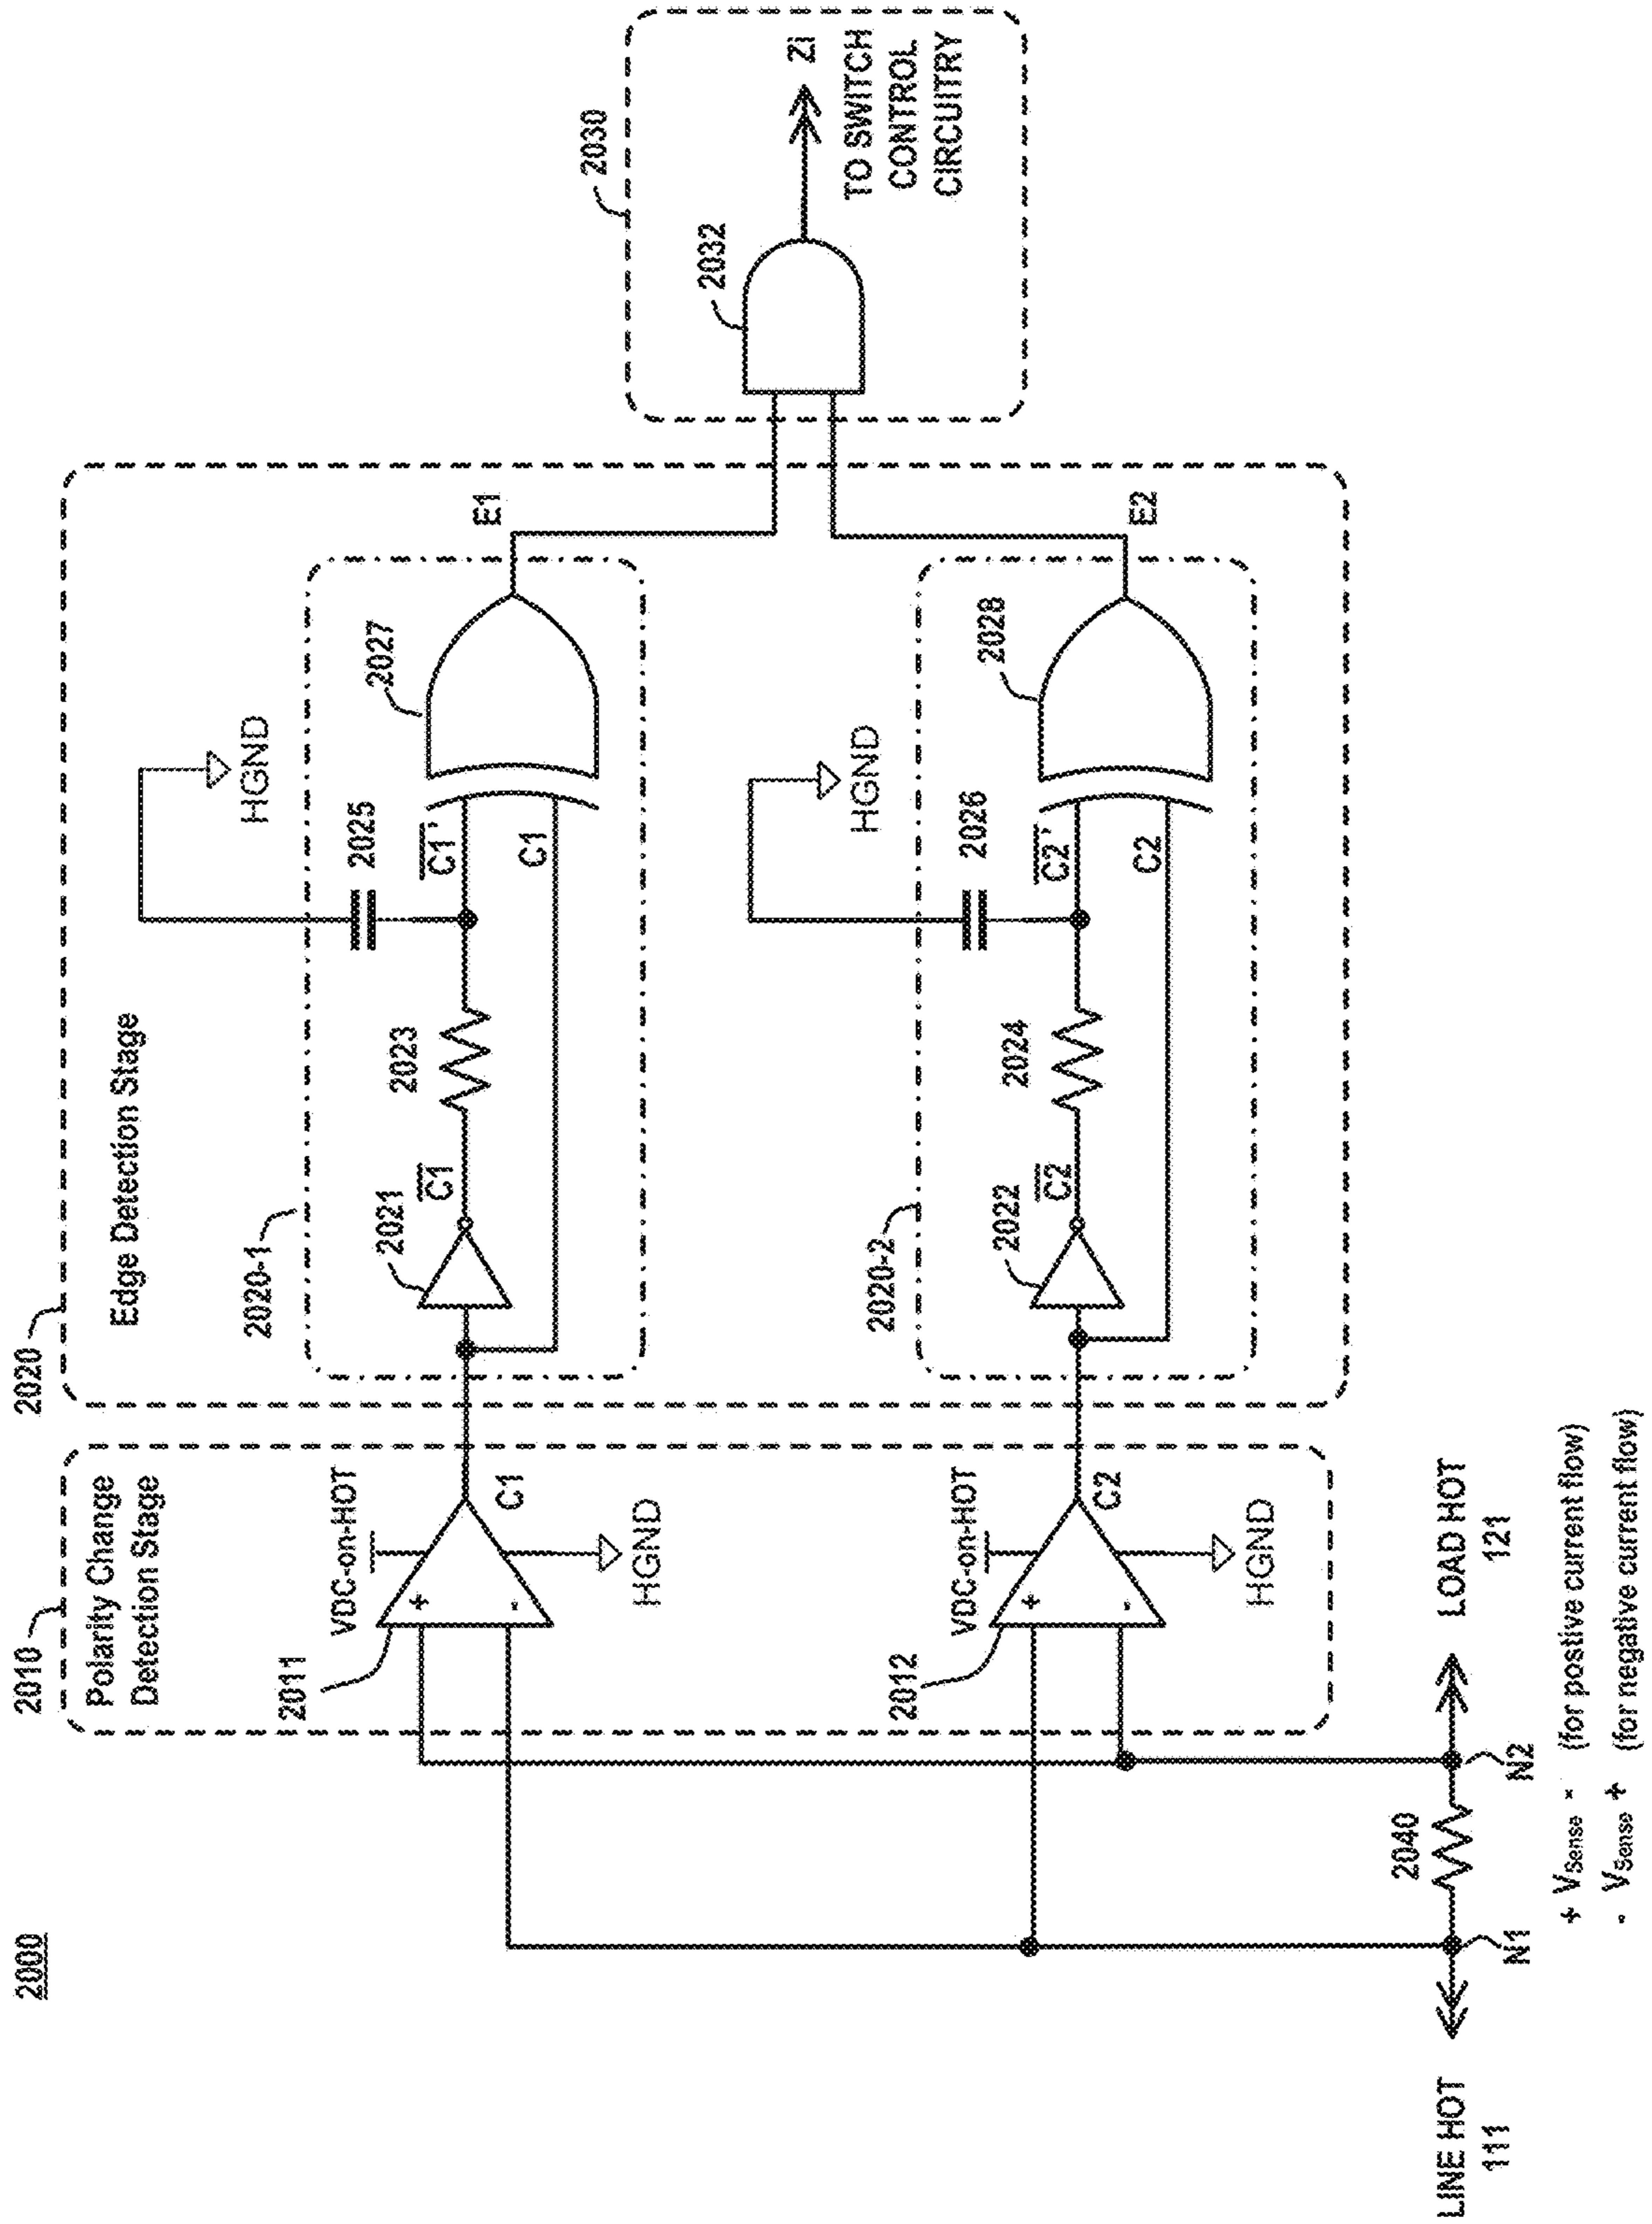 2000
2010
Polarity Change
Detection Stage
2011
VDC-on-HOT
+
-
C1
HGND
2012
VDC-on-HOT
+
-
C2
HGND
2020
Edge Detection Stage
2020-1
2021
C1
2023
2025
HGND
C1'
C1
2027
E1
2020-2
2022
C2
2024
2026
HGND
C2'
C2
2028
E2
2030
2032
ZI
TO SWITCH
CONTROL
CIRCUITRY
LINE HOT
111
N1
2040
N2
LOAD HOT
121
+ VSense - (for postive current flow)
- VSense + (for negative current flow)